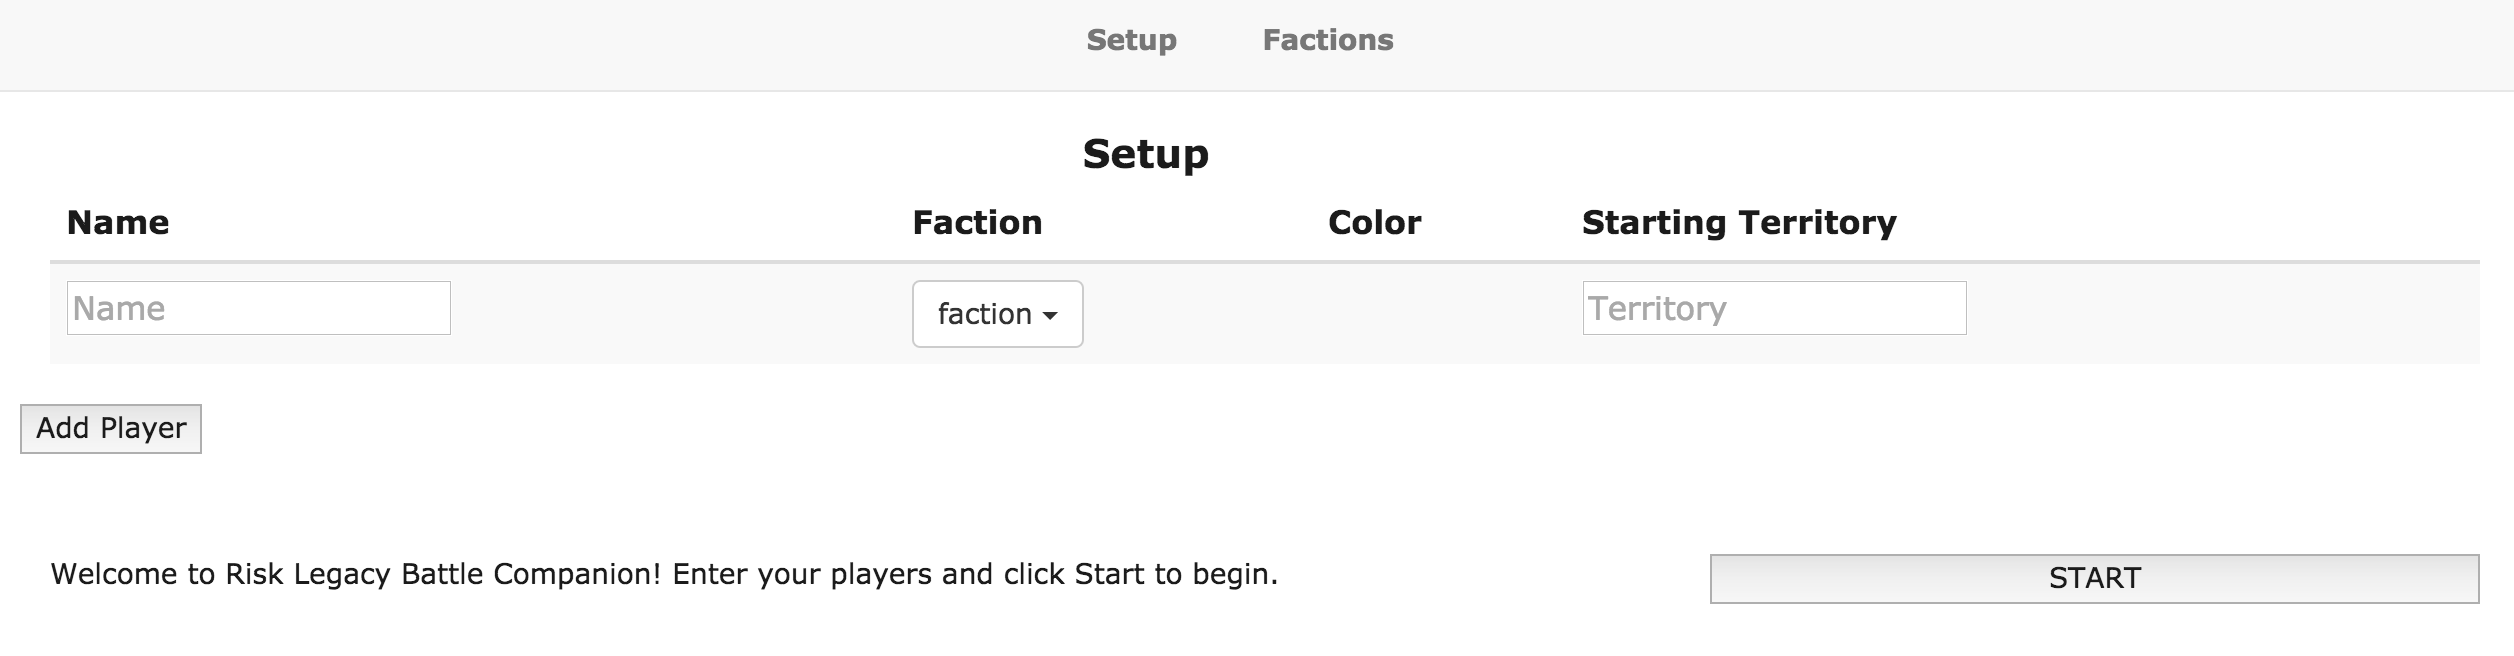 Setup Factions
Setup
Name Faction Color Starting Territory
Name faction Territory
Add Player
Welcome to Risk Legacy Battle Companion! Enter your players and click Start to begin. START